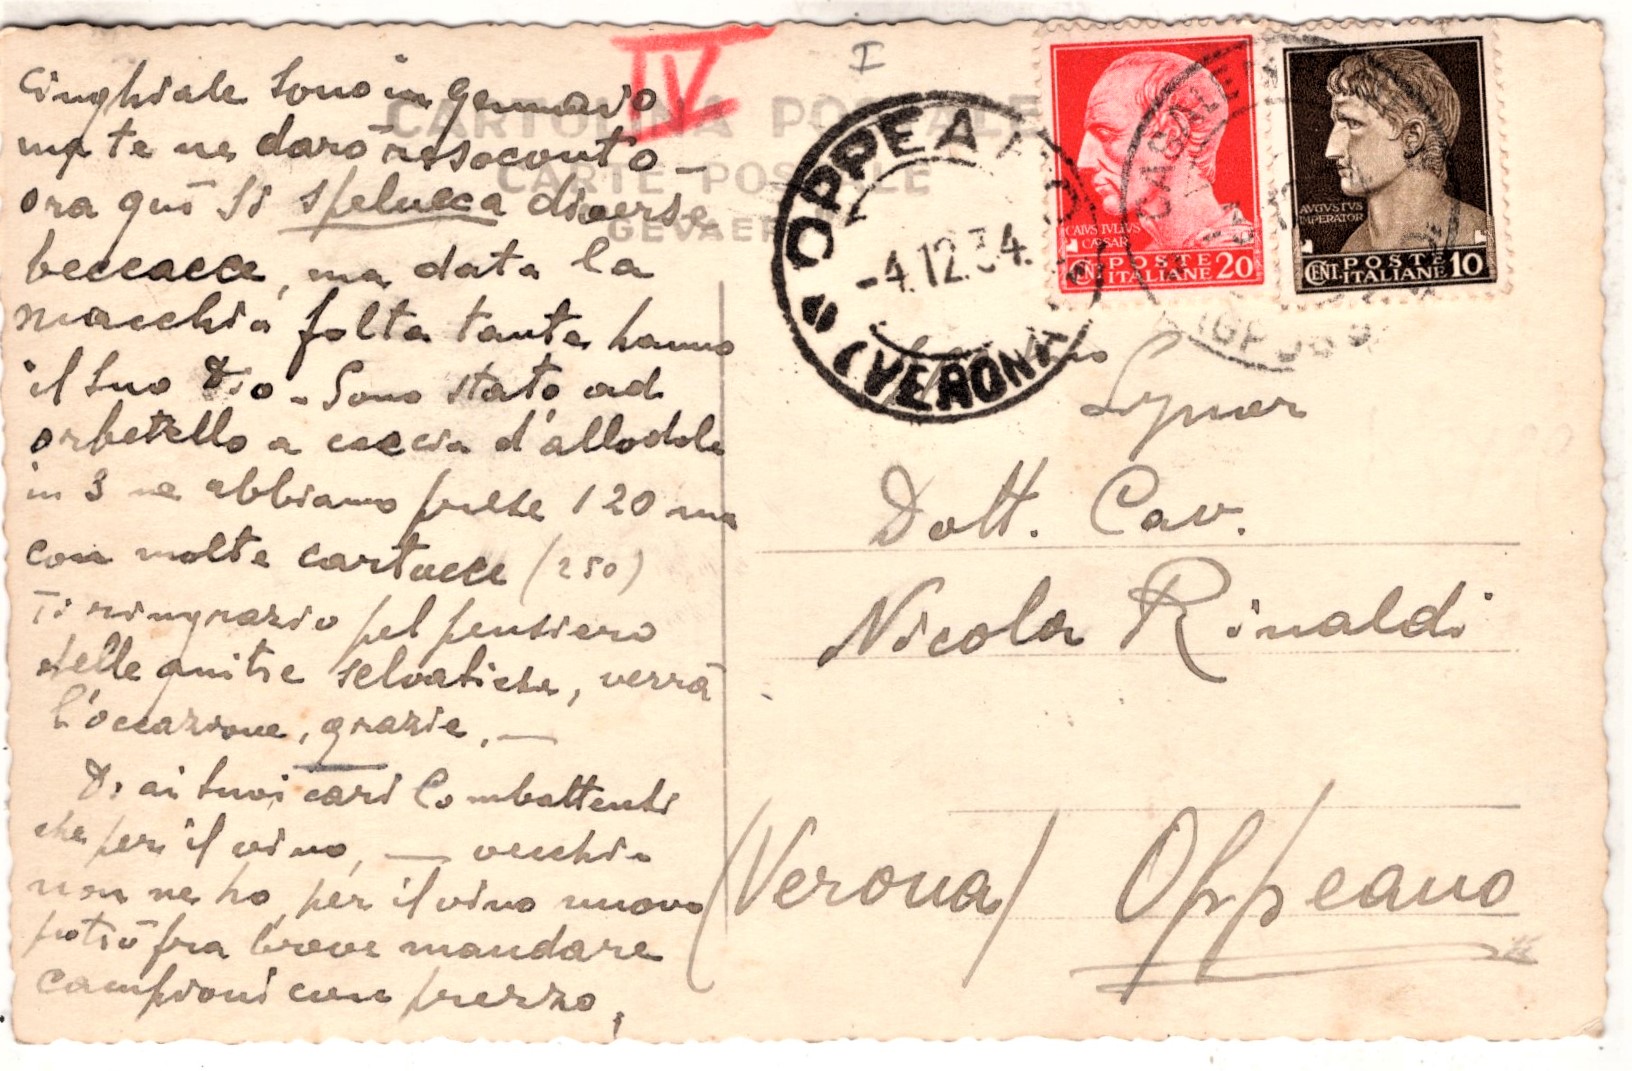 IV
I
CARTOLINA POSTALE
CARTE POSTALE
GEVAERT
cinghiale sono in Gennaio
ma te ne darò resoconto -
ora qui si spelucca diverse
beccacce, ma data la
macchia folta tante hanno
il suo Dio - Sono stato ad
orbetello a caccia d'allodole
in 3 ne abbiamo prese 120 ma
con molte cartucce (250)
Ti ringrazio pel pensiero
delle anitre selvatiche, verrà
l'occazione, grazie, -
Di ai tuoi cari Combattenti
che per il vino, - vecchio
non ne ho, per il vino nuovo
potrò fra breve mandare
campioni con prezzo,
OPPEANO
-4.12.34.
(VERONA)
CAIVS IVLIVS
CAESAR
CENT. POSTE ITALIANE 20
AVGVSTVS
IMPERATOR
CENT. POSTE ITALIANE 10
Signor
Dott. Cav.
Nicola Rinaldi
(Verona) Oppeano